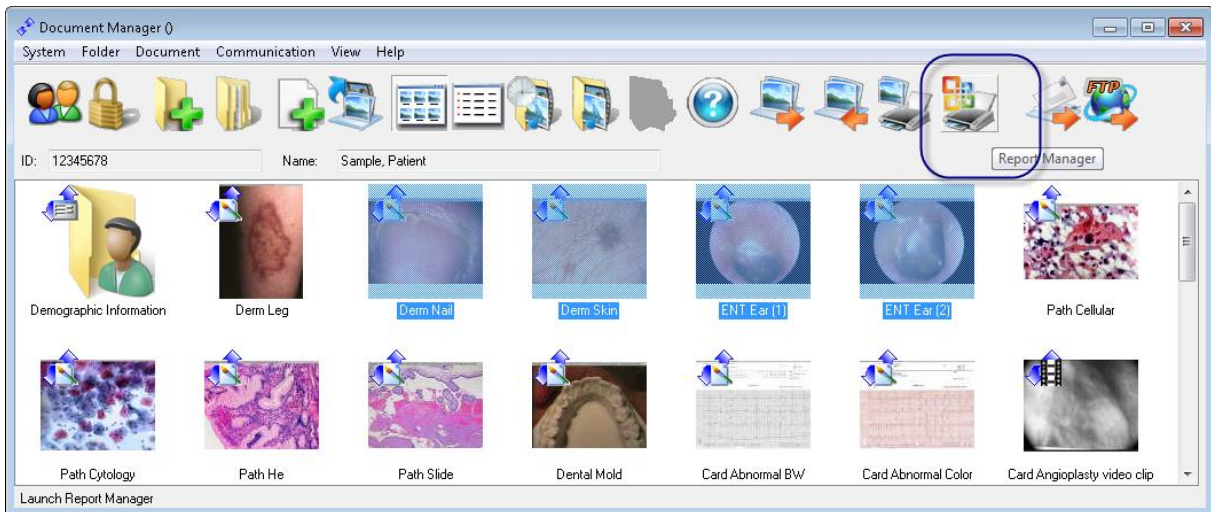 Document Manager ()
System Folder Document Communication View Help
FTP
ID: 12345678 Name: Sample, Patient
Report Manager
Demographic Information Derm Leg Derm Nail Derm Skin ENT Ear (1) ENT Ear (2) Path Cellular
Path Cytology Path He Path Slide Dental Mold Card Abnormal BW Card Abnormal Color Card Angioplasty video clip
Launch Report Manager